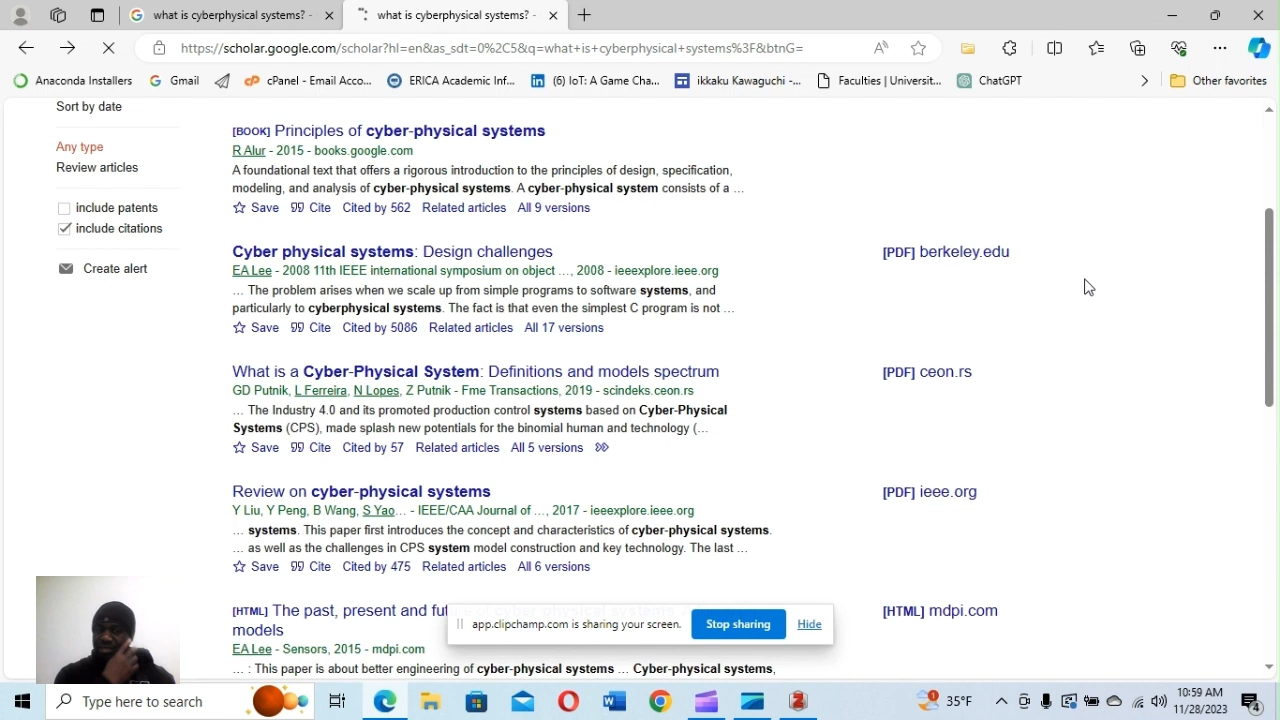 what is cyberphysical systems? -
what is cyberphysical systems? -
https://scholar.google.com/scholar?hl=en&as_sdt=0%2C5&q=what+is+cyberphysical+systems%3F&btnG=
Anaconda Installers
Gmail
cPanel - Email Acco...
ERICA Academic Inf...
(6) IoT: A Game Cha...
ikkaku Kawaguchi -...
Faculties | Universit...
ChatGPT
Other favorites
Sort by date
Any type
Review articles
include patents
include citations
Create alert
[BOOK] Principles of cyber-physical systems
R Alur - 2015 - books.google.com
A foundational text that offers a rigorous introduction to the principles of design, specification,
modeling, and analysis of cyber-physical systems. A cyber-physical system consists of a ...
Save Cite Cited by 562 Related articles All 9 versions
Cyber physical systems: Design challenges
[PDF] berkeley.edu
EA Lee - 2008 11th IEEE international symposium on object ..., 2008 - ieeexplore.ieee.org
... The problem arises when we scale up from simple programs to software systems, and
particularly to cyberphysical systems. The fact is that even the simplest C program is not ...
Save Cite Cited by 5086 Related articles All 17 versions
What is a Cyber-Physical System: Definitions and models spectrum
[PDF] ceon.rs
GD Putnik, L Ferreira, N Lopes, Z Putnik - Fme Transactions, 2019 - scindeks.ceon.rs
... The Industry 4.0 and its promoted production control systems based on Cyber-Physical
Systems (CPS), made splash new potentials for the binomial human and technology (...
Save Cite Cited by 57 Related articles All 5 versions
Review on cyber-physical systems
[PDF] ieee.org
Y Liu, Y Peng, B Wang, S Yao... - IEEE/CAA Journal of ..., 2017 - ieeexplore.ieee.org
... systems. This paper first introduces the concept and characteristics of cyber-physical systems.
... as well as the challenges in CPS system model construction and key technology. The last ...
Save Cite Cited by 475 Related articles All 6 versions
[HTML] The past, present and future of cyber physical systems
models
[HTML] mdpi.com
EA Lee - Sensors, 2015 - mdpi.com
... : This paper is about better engineering of cyber-physical systems ... Cyber-physical systems,
app.clipchamp.com is sharing your screen.
Stop sharing
Hide
Type here to search
35°F
10:59 AM
11/28/2023
4